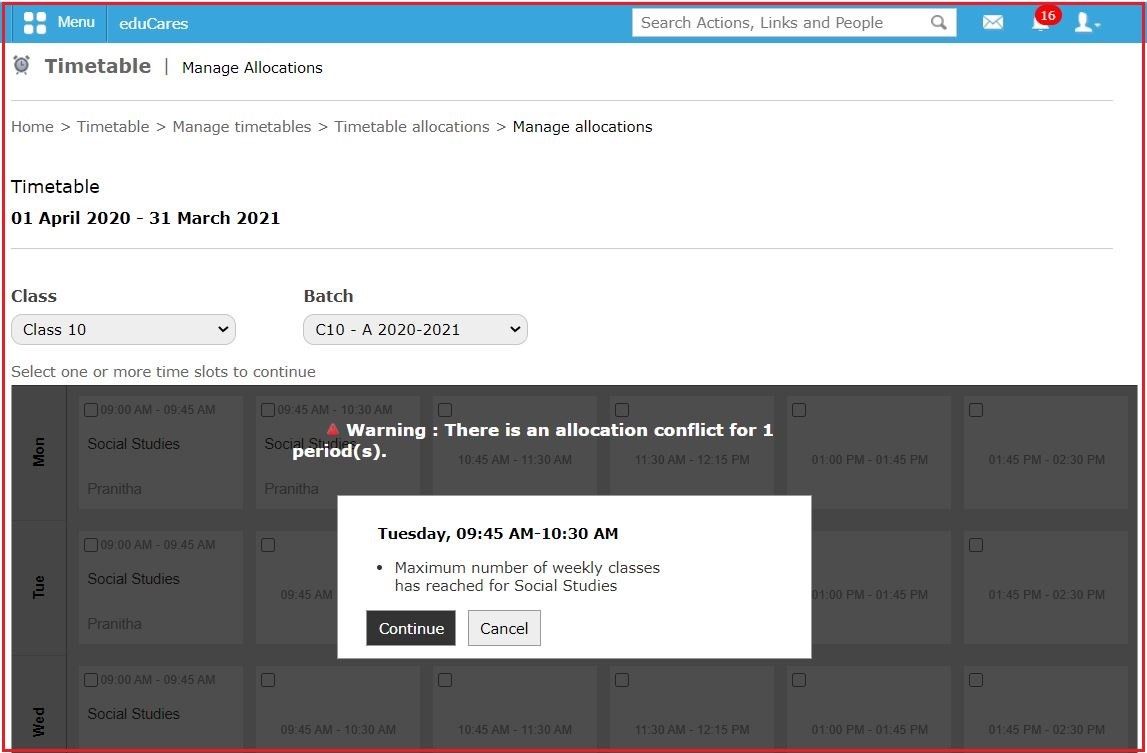 Menu eduCares Search Actions, Links and People 16
Timetable | Manage Allocations
Home > Timetable > Manage timetables > Timetable allocations > Manage allocations
Timetable
01 April 2020 - 31 March 2021
Class Batch
Class 10 C10 - A 2020-2021
Select one or more time slots to continue
Mon
09:00 AM - 09:45 AM 09:45 AM - 10:30 AM
Warning : There is an allocation conflict for 1
period(s).
Social Studies Social Studies
10:45 AM - 11:30 AM 11:30 AM - 12:15 PM 01:00 PM - 01:45 PM 01:45 PM - 02:30 PM
Pranitha Pranitha
Tuesday, 09:45 AM-10:30 AM
• Maximum number of weekly classes
has reached for Social Studies
Continue Cancel
Tue
09:00 AM - 09:45 AM
Social Studies
09:45 AM 01:00 PM - 01:45 PM 01:45 PM - 02:30 PM
Pranitha
Wed
09:00 AM - 09:45 AM
Social Studies
09:45 AM - 10:30 AM 10:45 AM - 11:30 AM 11:30 AM - 12:15 PM 01:00 PM - 01:45 PM 01:45 PM - 02:30 PM